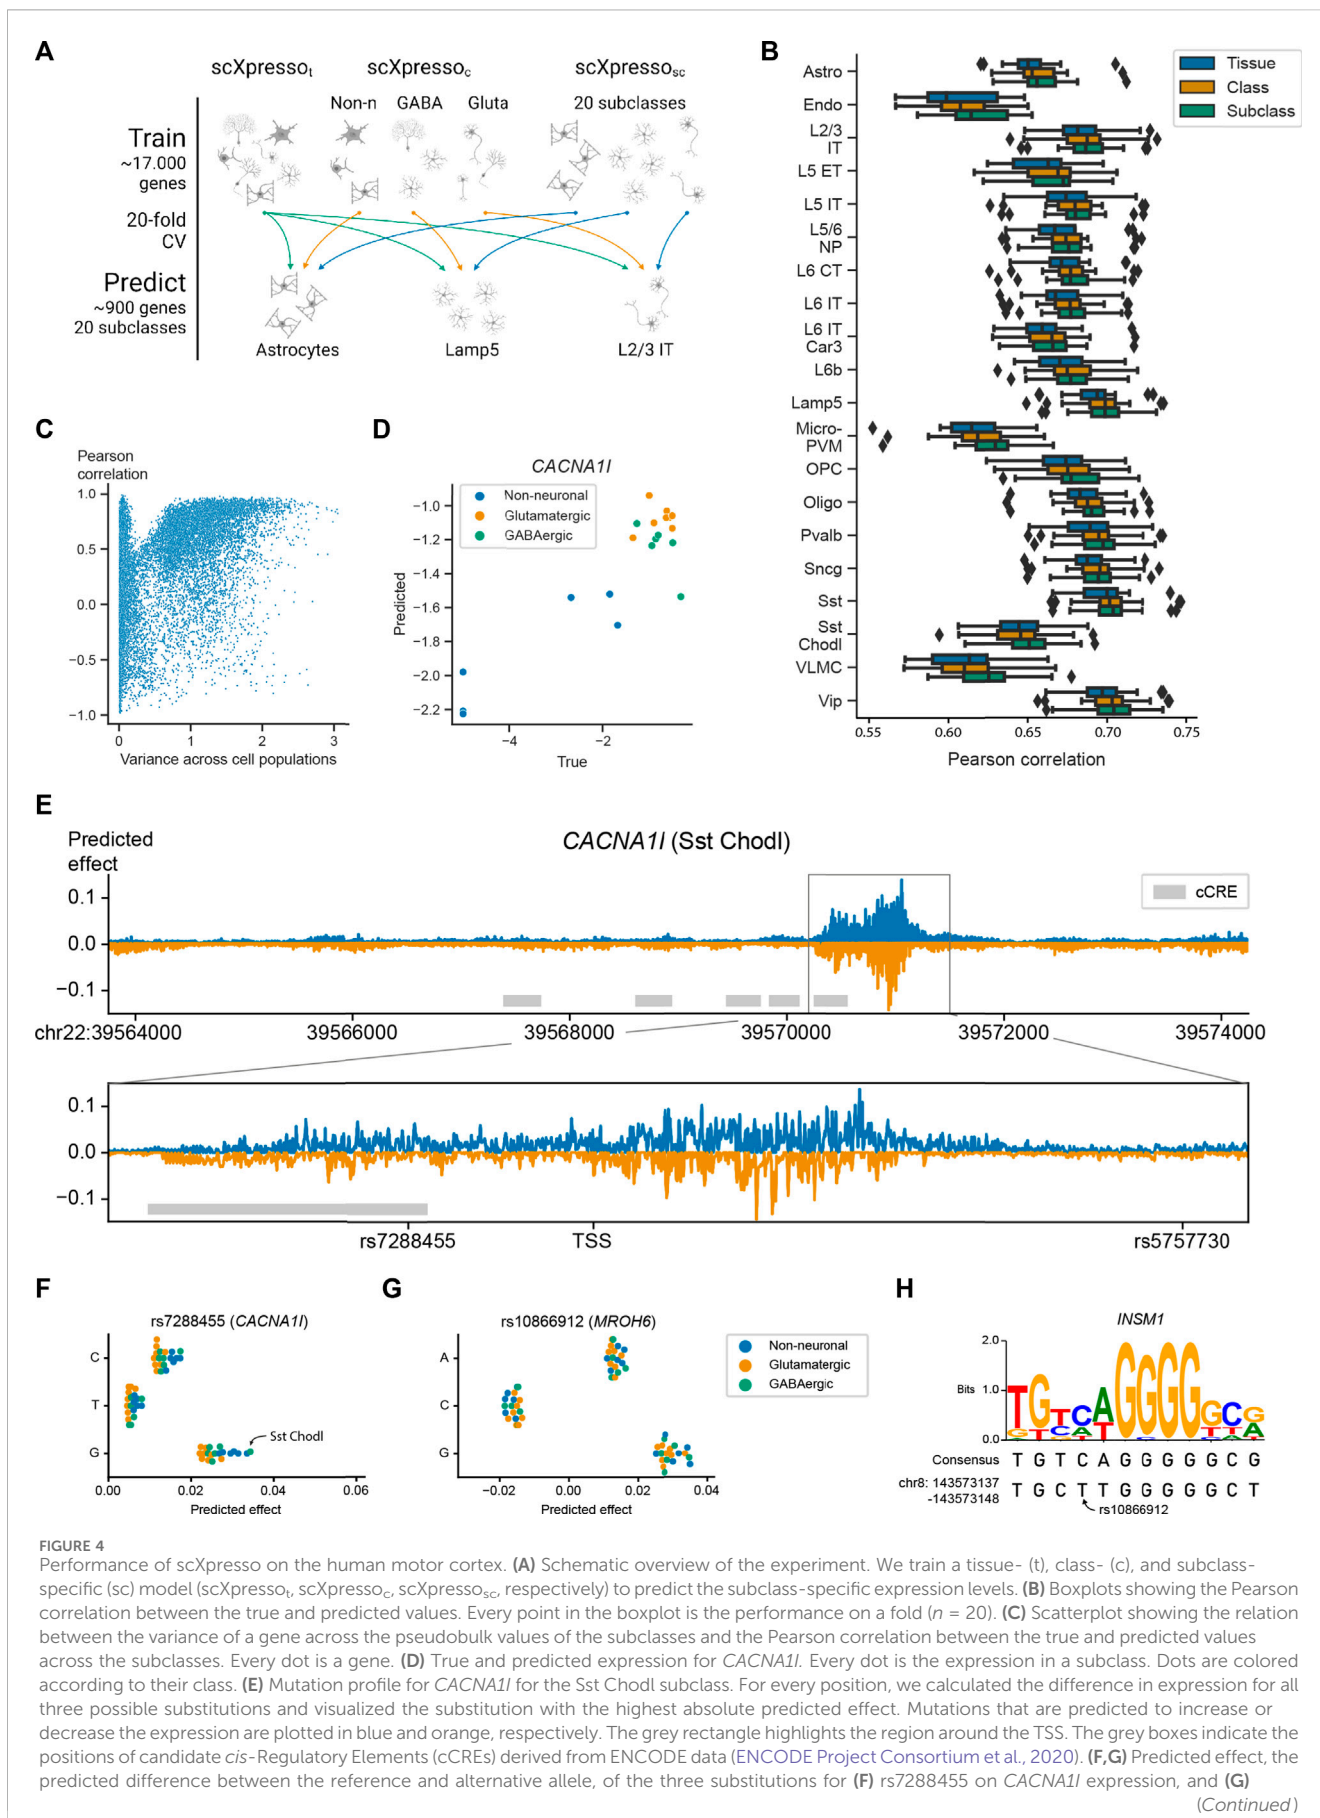 A
scXpressot scXpressoc scXpressosc
Non-n GABA Gluta 20 subclasses
Train
~17.000
genes
20-fold
CV
Predict
~900 genes
20 subclasses
Astrocytes Lamp5 L2/3 IT
B
Tissue
Class
Subclass
Astro
Endo
L2/3
IT
L5 ET
L5 IT
L5/6
NP
L6 CT
L6 IT
L6 IT
Car3
L6b
Lamp5
Micro-
PVM
OPC
Oligo
Pvalb
Sncg
Sst
Sst
Chodl
VLMC
Vip
0.55 0.60 0.65 0.70 0.75
Pearson correlation
C
Pearson
correlation
1.0
0.5
0.0
−0.5
−1.0
0 1 2 3
Variance across cell populations
D
CACNA1I
Non-neuronal
Glutamatergic
GABAergic
Predicted
−1.0
−1.2
−1.4
−1.6
−1.8
−2.0
−2.2
−4 −2
True
E
Predicted
effect
CACNA1I (Sst Chodl)
cCRE
0.1
0.0
−0.1
chr22:39564000 39566000 39568000 39570000 39572000 39574000
0.1
0.0
−0.1
rs7288455 TSS rs5757730
F
rs7288455 (CACNA1I)
C
T
G
Sst Chodl
0.00 0.02 0.04 0.06
Predicted effect
G
rs10866912 (MROH6)
A
C
G
−0.02 0.00 0.02 0.04
Predicted effect
Non-neuronal
Glutamatergic
GABAergic
H
INSM1
2.0
Bits 1.0
0.0
Consensus T G T C A G G G G G C G
chr8: 143573137
-143573148
T G C T T G G G G G C T
rs10866912
FIGURE 4
Performance of scXpresso on the human motor cortex. (A) Schematic overview of the experiment. We train a tissue- (t), class- (c), and subclass-
specific (sc) model (scXpressot, scXpressoc, scXpressosc, respectively) to predict the subclass-specific expression levels. (B) Boxplots showing the Pearson
correlation between the true and predicted values. Every point in the boxplot is the performance on a fold (n = 20). (C) Scatterplot showing the relation
between the variance of a gene across the pseudobulk values of the subclasses and the Pearson correlation between the true and predicted values
across the subclasses. Every dot is a gene. (D) True and predicted expression for CACNA1I. Every dot is the expression in a subclass. Dots are colored
according to their class. (E) Mutation profile for CACNA1I for the Sst Chodl subclass. For every position, we calculated the difference in expression for all
three possible substitutions and visualized the substitution with the highest absolute predicted effect. Mutations that are predicted to increase or
decrease the expression are plotted in blue and orange, respectively. The grey rectangle highlights the region around the TSS. The grey boxes indicate the
positions of candidate cis-Regulatory Elements (cCREs) derived from ENCODE data (ENCODE Project Consortium et al., 2020). (F,G) Predicted effect, the
predicted difference between the reference and alternative allele, of the three substitutions for (F) rs7288455 on CACNA1I expression, and (G)
(Continued)